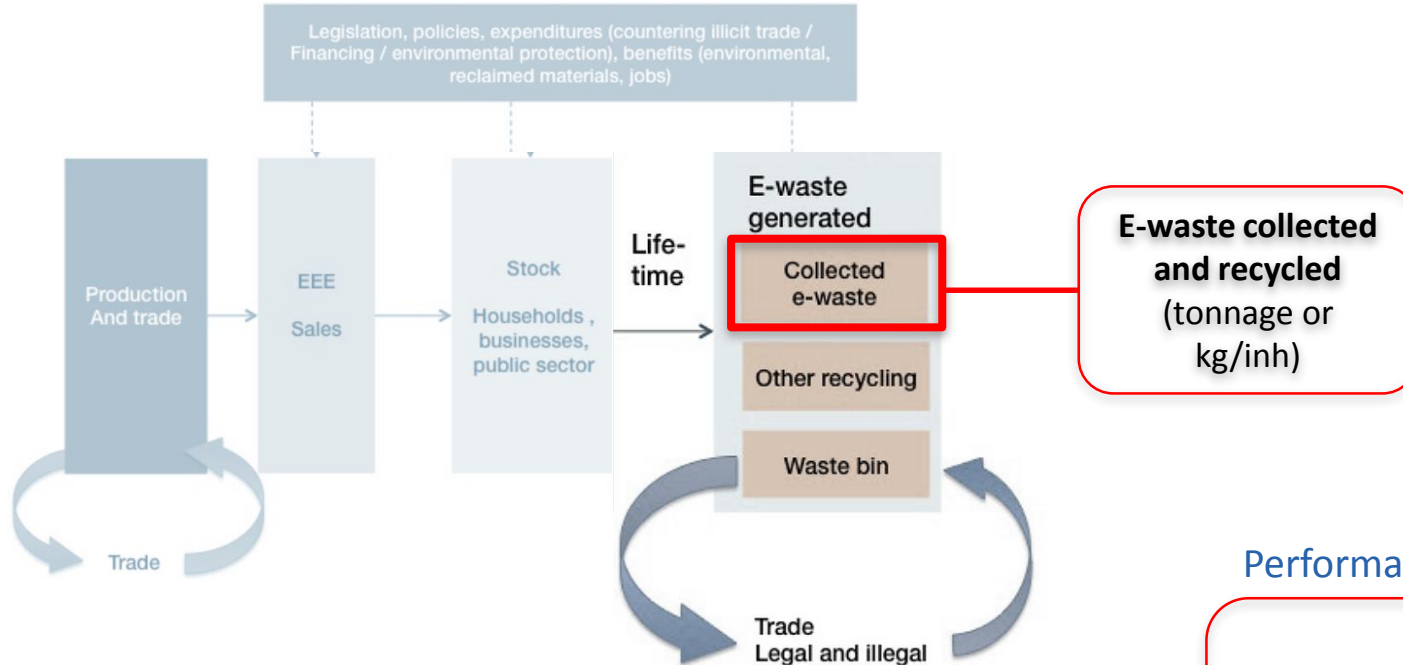 Legislation, policies, expenditures (countering illicit trade /
Financing / environmental protection), benefits (environmental,
reclaimed materials, jobs)
Production
And trade
EEE
Sales
Stock
Households ,
businesses,
public sector
Life-
time
E-waste
generated
Collected
e-waste
Other recycling
Waste bin
E-waste collected
and recycled
(tonnage or
kg/inh)
Trade
Trade
Legal and illegal
Performa